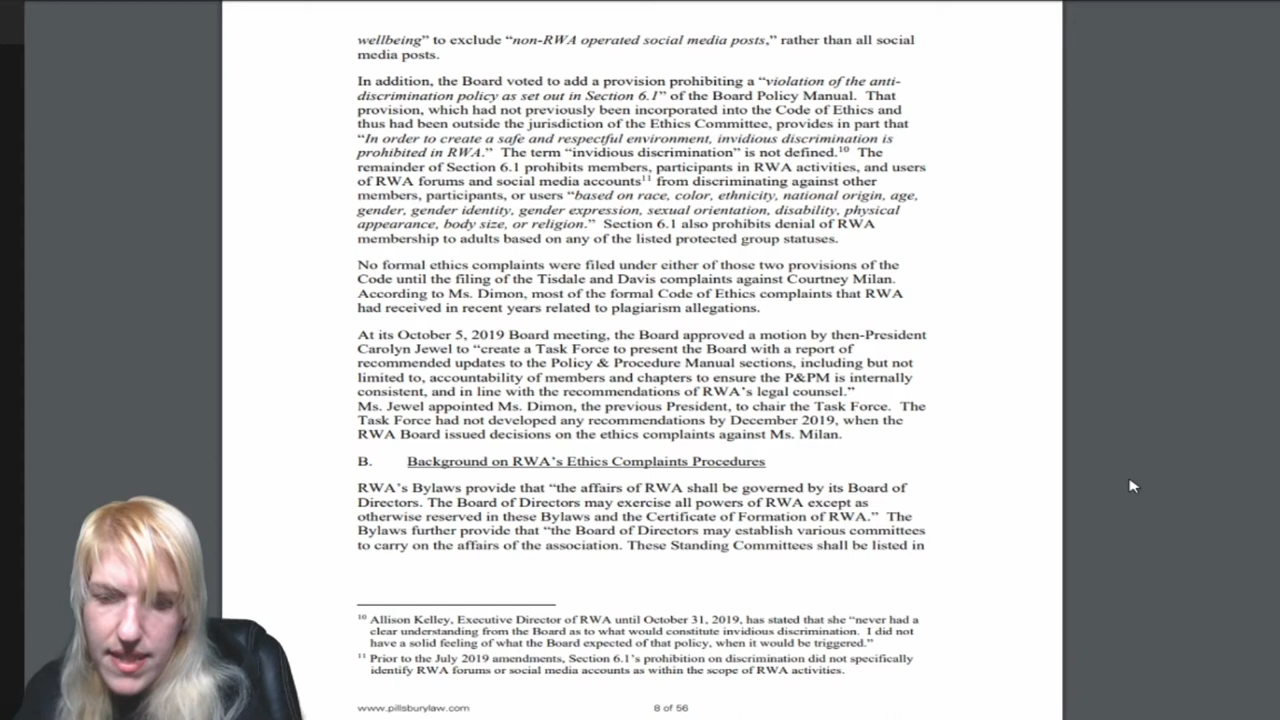 wellbeing” to exclude “non-RWA operated social media posts,” rather than all social
media posts.
In addition, the Board voted to add a provision prohibiting a “violation of the anti-
discrimination policy as set out in Section 6.1” of the Board Policy Manual. That
provision, which had not previously been incorporated into the Code of Ethics and
thus had been outside the jurisdiction of the Ethics Committee, provides in part that
“In order to create a safe and respectful environment, invidious discrimination is
prohibited in RWA.” The term “invidious discrimination” is not defined.10 The
remainder of Section 6.1 prohibits members, participants in RWA activities, and users
of RWA forums and social media accounts11 from discriminating against other
members, participants, or users “based on race, color, ethnicity, national origin, age,
gender, gender identity, gender expression, sexual orientation, disability, physical
appearance, body size, or religion.” Section 6.1 also prohibits denial of RWA
membership to adults based on any of the listed protected group statuses.
No formal ethics complaints were filed under either of those two provisions of the
Code until the filing of the Tisdale and Davis complaints against Courtney Milan.
According to Ms. Dimon, most of the formal Code of Ethics complaints that RWA
had received in recent years related to plagiarism allegations.
At its October 5, 2019 Board meeting, the Board approved a motion by then-President
Carolyn Jewel to “create a Task Force to present the Board with a report of
recommended updates to the Policy & Procedure Manual sections, including but not
limited to, accountability of members and chapters to ensure the P&PM is internally
consistent, and in line with the recommendations of RWA’s legal counsel.”
Ms. Jewel appointed Ms. Dimon, the previous President, to chair the Task Force. The
Task Force had not developed any recommendations by December 2019, when the
RWA Board issued decisions on the ethics complaints against Ms. Milan.
B. Background on RWA’s Ethics Complaints Procedures
RWA’s Bylaws provide that “the affairs of RWA shall be governed by its Board of
Directors. The Board of Directors may exercise all powers of RWA except as
otherwise reserved in these Bylaws and the Certificate of Formation of RWA.” The
Bylaws further provide that “the Board of Directors may establish various committees
to carry on the affairs of the association. These Standing Committees shall be listed in
10 Allison Kelley, Executive Director of RWA until October 31, 2019, has stated that she “never had a
clear understanding from the Board as to what would constitute invidious discrimination. I did not
have a solid feeling of what the Board expected of that policy, when it would be triggered.”
11 Prior to the July 2019 amendments, Section 6.1’s prohibition on discrimination did not specifically
identify RWA forums or social media accounts as within the scope of RWA activities.
www.pillsburylaw.com 8 of 56